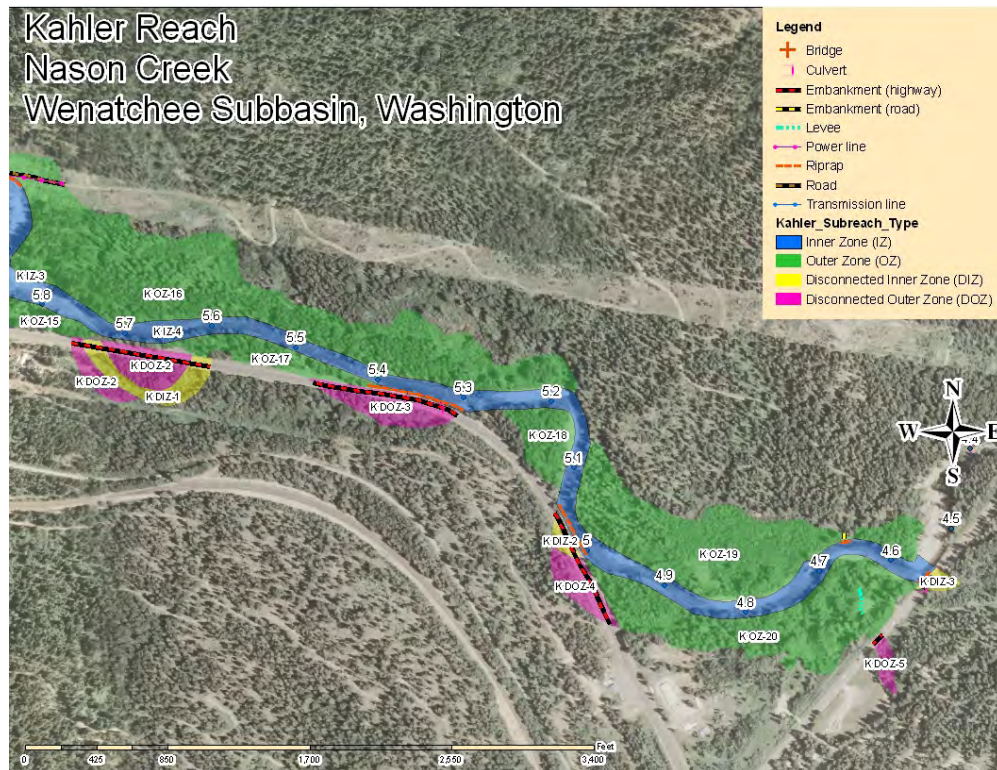 Kahler Reach
Nason Creek
Wenatchee Subbasin, Washington
Legend
Bridge
Culvert
Embankment (highway)
Embankment (road)
Levee
Power line
Riprap
Road
Transmission line
Kahler_Subreach_Type
Inner Zone (IZ)
Outer Zone (OZ)
Disconnected Inner Zone (DIZ)
Disconnected Outer Zone (DOZ)
K IZ-3
5.8
K OZ-16
K OZ-15
5.7
K IZ-4
5.6
5.5
K OZ-17
K DOZ-2
K DOZ-2
K DIZ-1
5.4
K DOZ-3
5.3
5.2
K OZ-18
5.1
N
W
E
S
4.4
4.5
K DIZ-2
5
K DOZ-4
4.9
K OZ-19
4.8
4.7
4.6
K DIZ-3
K OZ-20
K DOZ-5
Feet
0 425 850 1,700 2,550 3,400